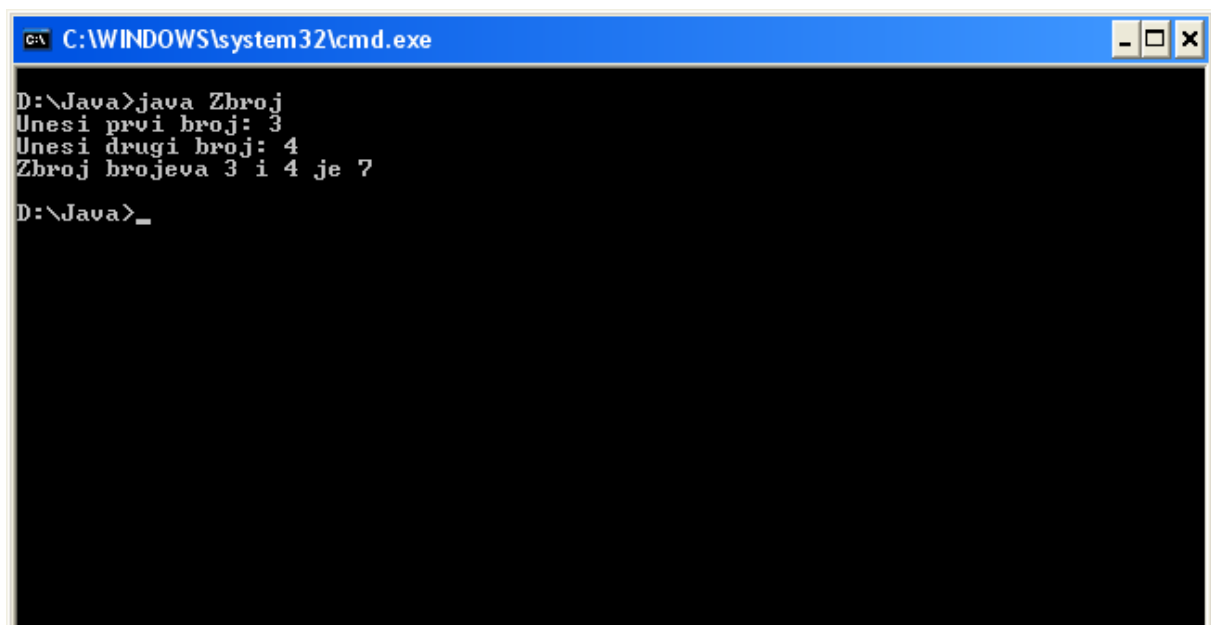 C:\WINDOWS\system32\cmd.exe
D:\Java>java Zbroj
Unesi prvi broj: 3
Unesi drugi broj: 4
Zbroj brojeva 3 i 4 je 7
D:\Java>_